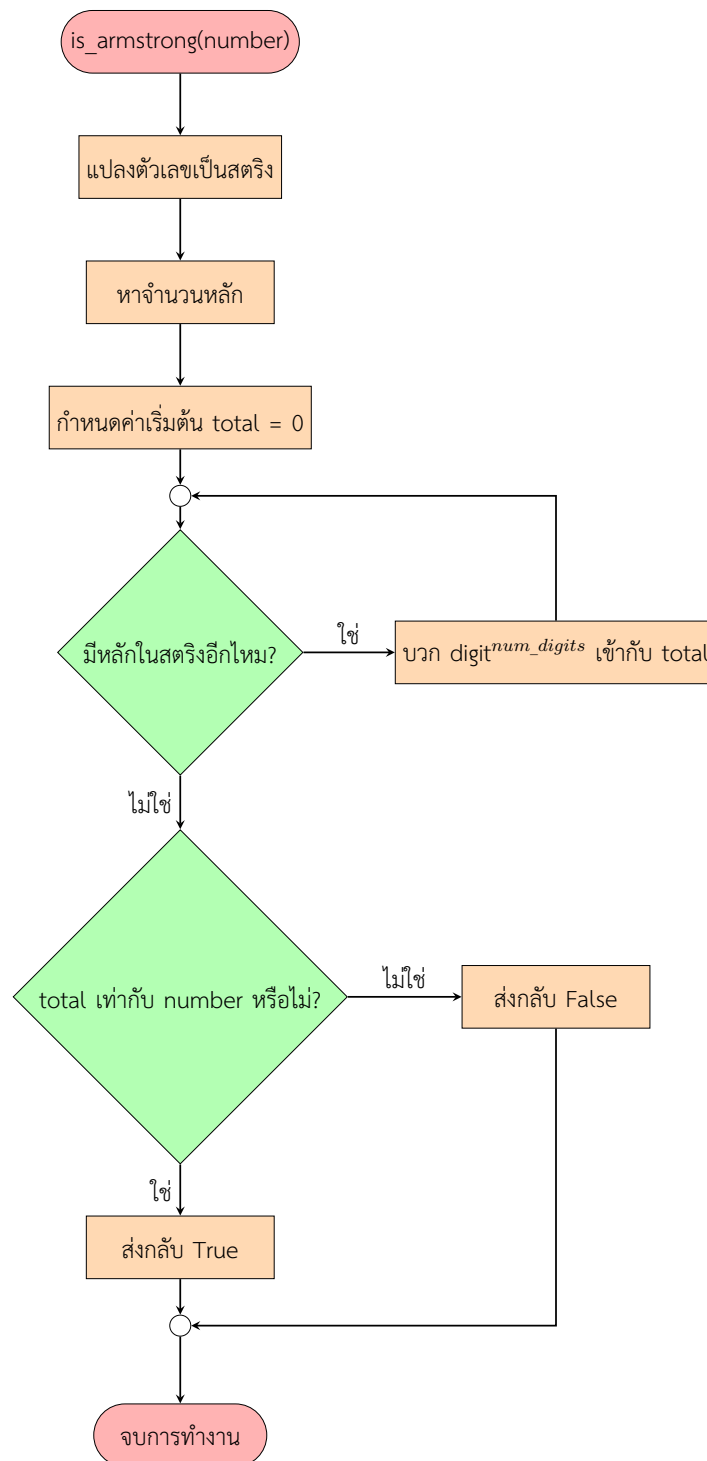 is_armstrong(number)
แปลงตัวเลขเป็นสตริง
หาจำนวนหลัก
กำหนดค่าเริ่มต้น total = 0
มีหลักในสตริงอีกไหม?
ใช่
บวก digit^num_digits เข้ากับ total
ไม่ใช่
total เท่ากับ number หรือไม่?
ไม่ใช่
ส่งกลับ False
ใช่
ส่งกลับ True
จบการทำงาน